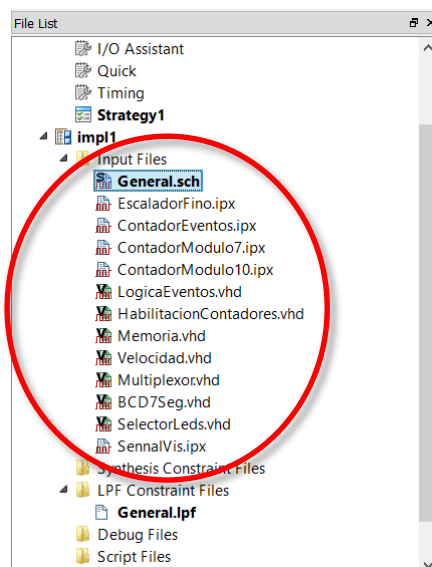 File List
I/O Assistant
Quick
Timing
Strategy1
impl1
Input Files
General.sch
EscaladorFino.ipx
ContadorEventos.ipx
ContadorModulo7.ipx
ContadorModulo10.ipx
LogicaEventos.vhd
HabilitacionContadores.vhd
Memoria.vhd
Velocidad.vhd
Multiplexor.vhd
BCD7Seg.vhd
SelectorLeds.vhd
SennalVis.ipx
Synthesis Constraint Files
LPF Constraint Files
General.lpf
Debug Files
Script Files